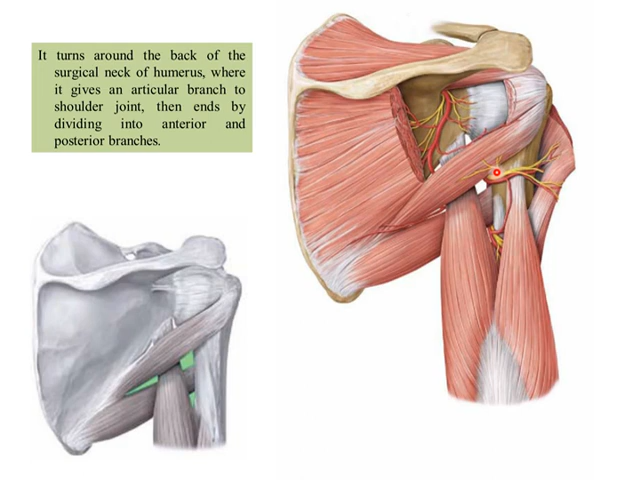 It turns around the back of the
surgical neck of humerus, where
it gives an articular branch to
shoulder joint, then ends by
dividing into anterior and
posterior branches.